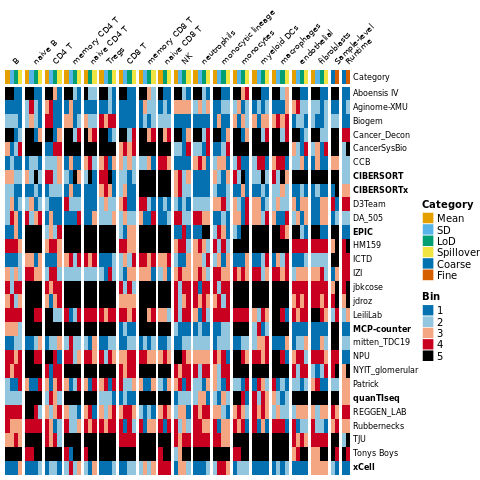 B
naive B
CD4 T
memory CD4 T
naive CD4 T
Tregs
CD8 T
memory CD8 T
naive CD8 T
NK
neutrophils
monocytic lineage
monocytes
myeloid DCs
macrophages
endothelial
fibroblasts
Sample-level
Runtime
Category
Aboensis IV
Aginome-XMU
Biogem
Cancer_Decon
CancerSysBio
CCB
CIBERSORT
CIBERSORTx
D3Team
DA_505
EPIC
HM159
ICTD
IZI
jbkcose
jdroz
LeiliLab
MCP-counter
mitten_TDC19
NPU
NYIT_glomerular
Patrick
quanTIseq
REGGEN_LAB
Rubbernecks
TJU
Tonys Boys
xCell
Category
Mean
SD
LoD
Spillover
Coarse
Fine
Bin
1
2
3
4
5